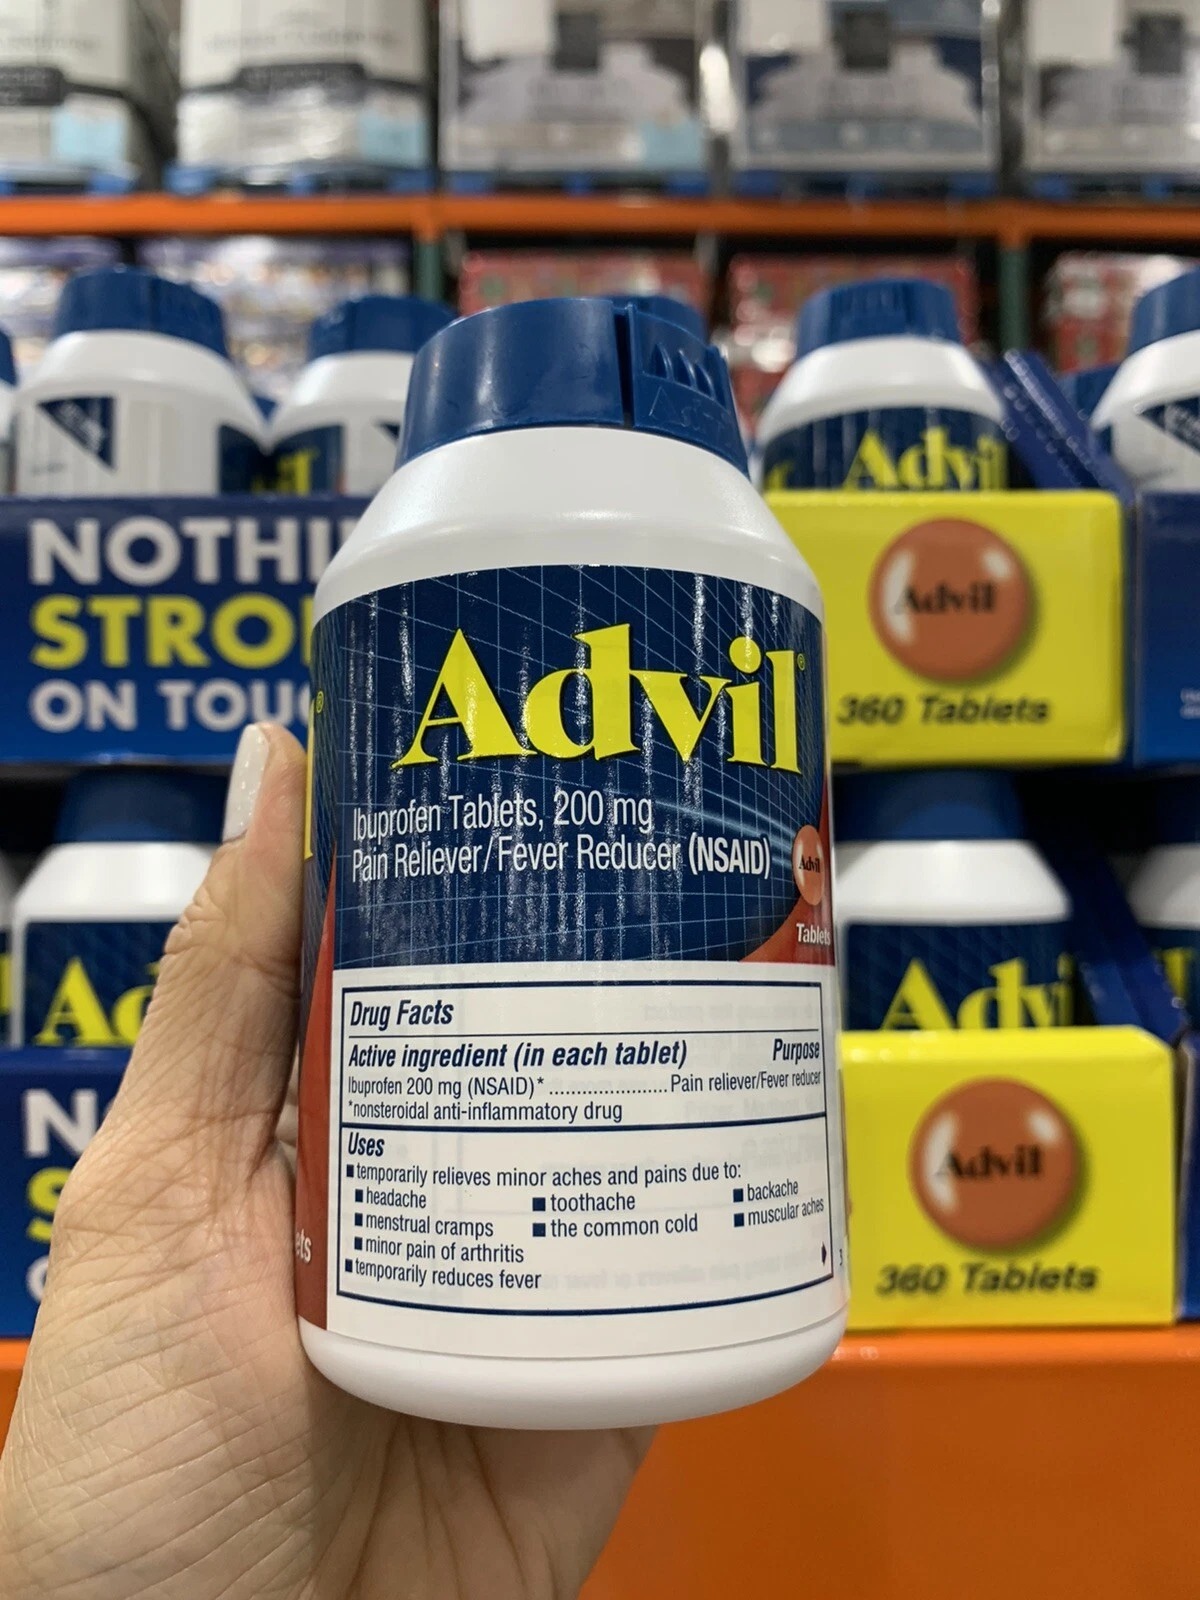 NOTHI
STRO
ON TOU
Advil
360 Tablets
Advil
Advil®
Ibuprofen Tablets, 200 mg
Pain Reliever/Fever Reducer (NSAID)
Advil
Tablets
Drug Facts
Active ingredient (in each tablet) Purpose
Ibuprofen 200 mg (NSAID)*......................Pain reliever/Fever reducer
*nonsteroidal anti-inflammatory drug
Uses
■ temporarily relieves minor aches and pains due to:
■ headache ■ toothache ■ backache
■ menstrual cramps ■ the common cold ■ muscular aches
■ minor pain of arthritis
■ temporarily reduces fever
ets
Adv
Advi
Advil
360 Tablets